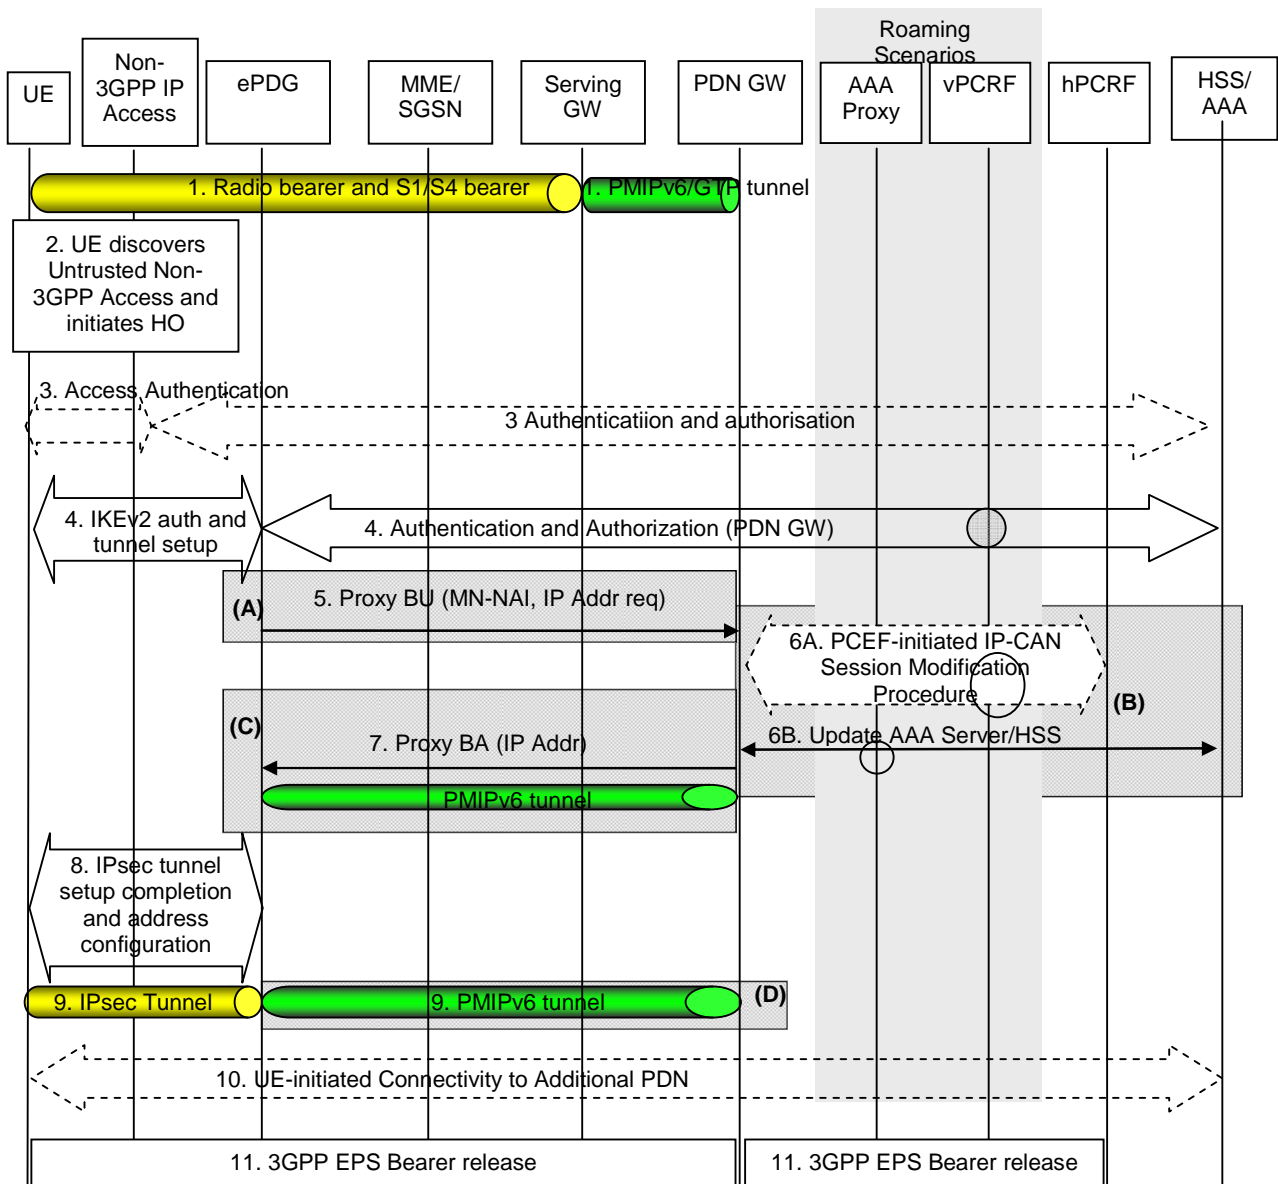 Roaming
Scenarios
UE
Non-
3GPP IP
Access
ePDG
MME/
SGSN
Serving
GW
PDN GW
AAA
Proxy
vPCRF
hPCRF
HSS/
AAA
1. Radio bearer and S1/S4 bearer
1. PMIPv6/GTP tunnel
2. UE discovers
Untrusted Non-
3GPP Access and
initiates HO
3. Access Authentication
3 Authenticatiion and authorisation
4. IKEv2 auth and
tunnel setup
4. Authentication and Authorization (PDN GW)
(A)
5. Proxy BU (MN-NAI, IP Addr req)
6A. PCEF-initiated IP-CAN
Session Modification
Procedure
(B)
(C)
7. Proxy BA (IP Addr)
6B. Update AAA Server/HSS
PMIPv6 tunnel
8. IPsec tunnel
setup completion
and address
configuration
9. IPsec Tunnel
9. PMIPv6 tunnel
(D)
10. UE-initiated Connectivity to Additional PDN
11. 3GPP EPS Bearer release
11. 3GPP EPS Bearer release